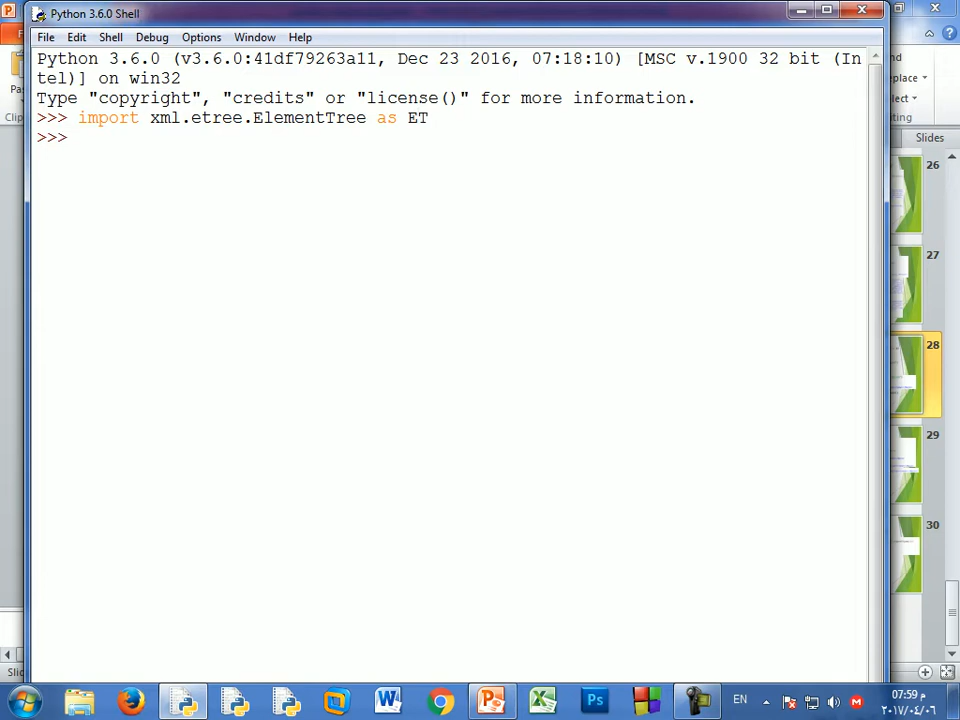 Python 3.6.0 Shell
File Edit Shell Debug Options Window Help
Python 3.6.0 (v3.6.0:41df79263a11, Dec 23 2016, 07:18:10) [MSC v.1900 32 bit (In
tel)] on win32
Type "copyright", "credits" or "license()" for more information.
>>> import xml.etree.ElementTree as ET
>>>
Slides
26
27
28
29
30
EN
07:59 م
٢٠١٧/٠٤/٠٦